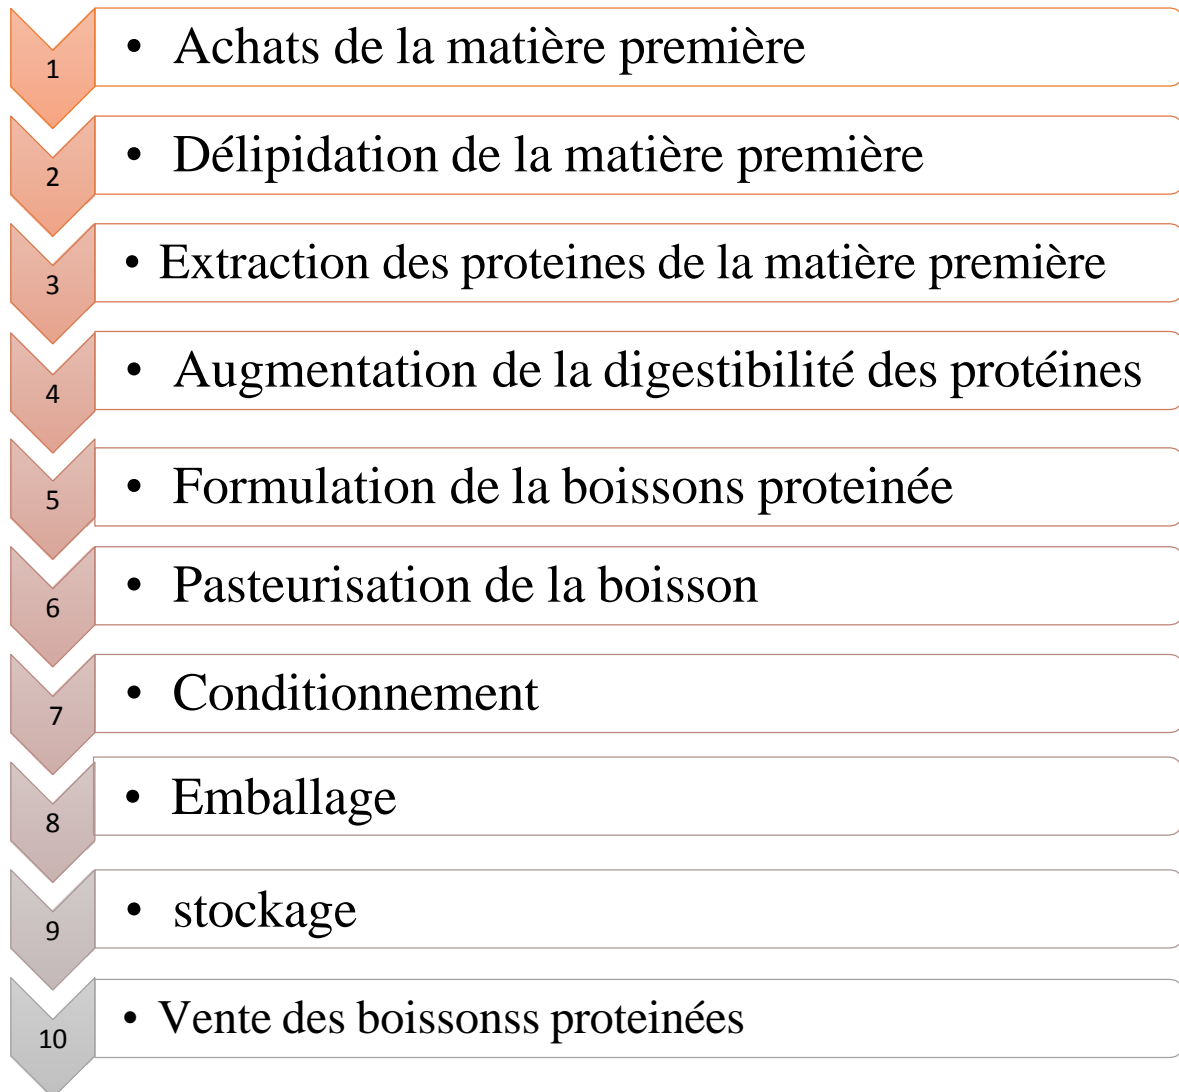 1
• Achats de la matière première
2
• Délipidation de la matière première
3
• Extraction des proteines de la matière première
4
• Augmentation de la digestibilité des protéines
5
• Formulation de la boissons proteinée
6
• Pasteurisation de la boisson
7
• Conditionnement
8
• Emballage
9
• stockage
10
• Vente des boissonss proteinées